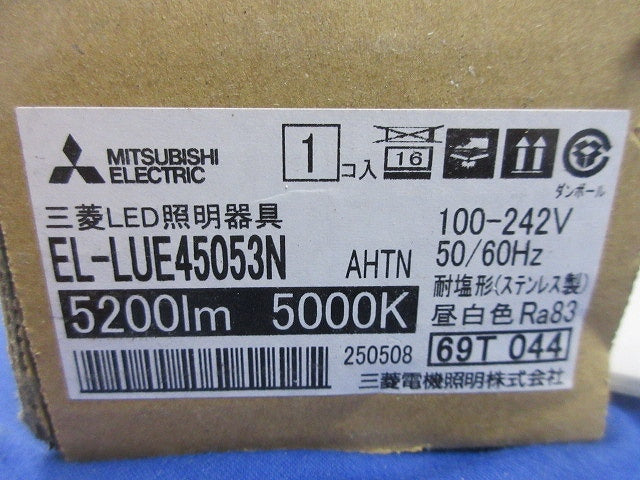 MITSUBISHI
ELECTRIC
1 コ入
16
ダンボール
三菱LED照明器具
EL-LUE45053N AHTN
5200lm 5000K
100-242V
50/60Hz
耐塩形(ステンレス製)
昼白色 Ra83
250508
69T 044
三菱電機照明株式会社